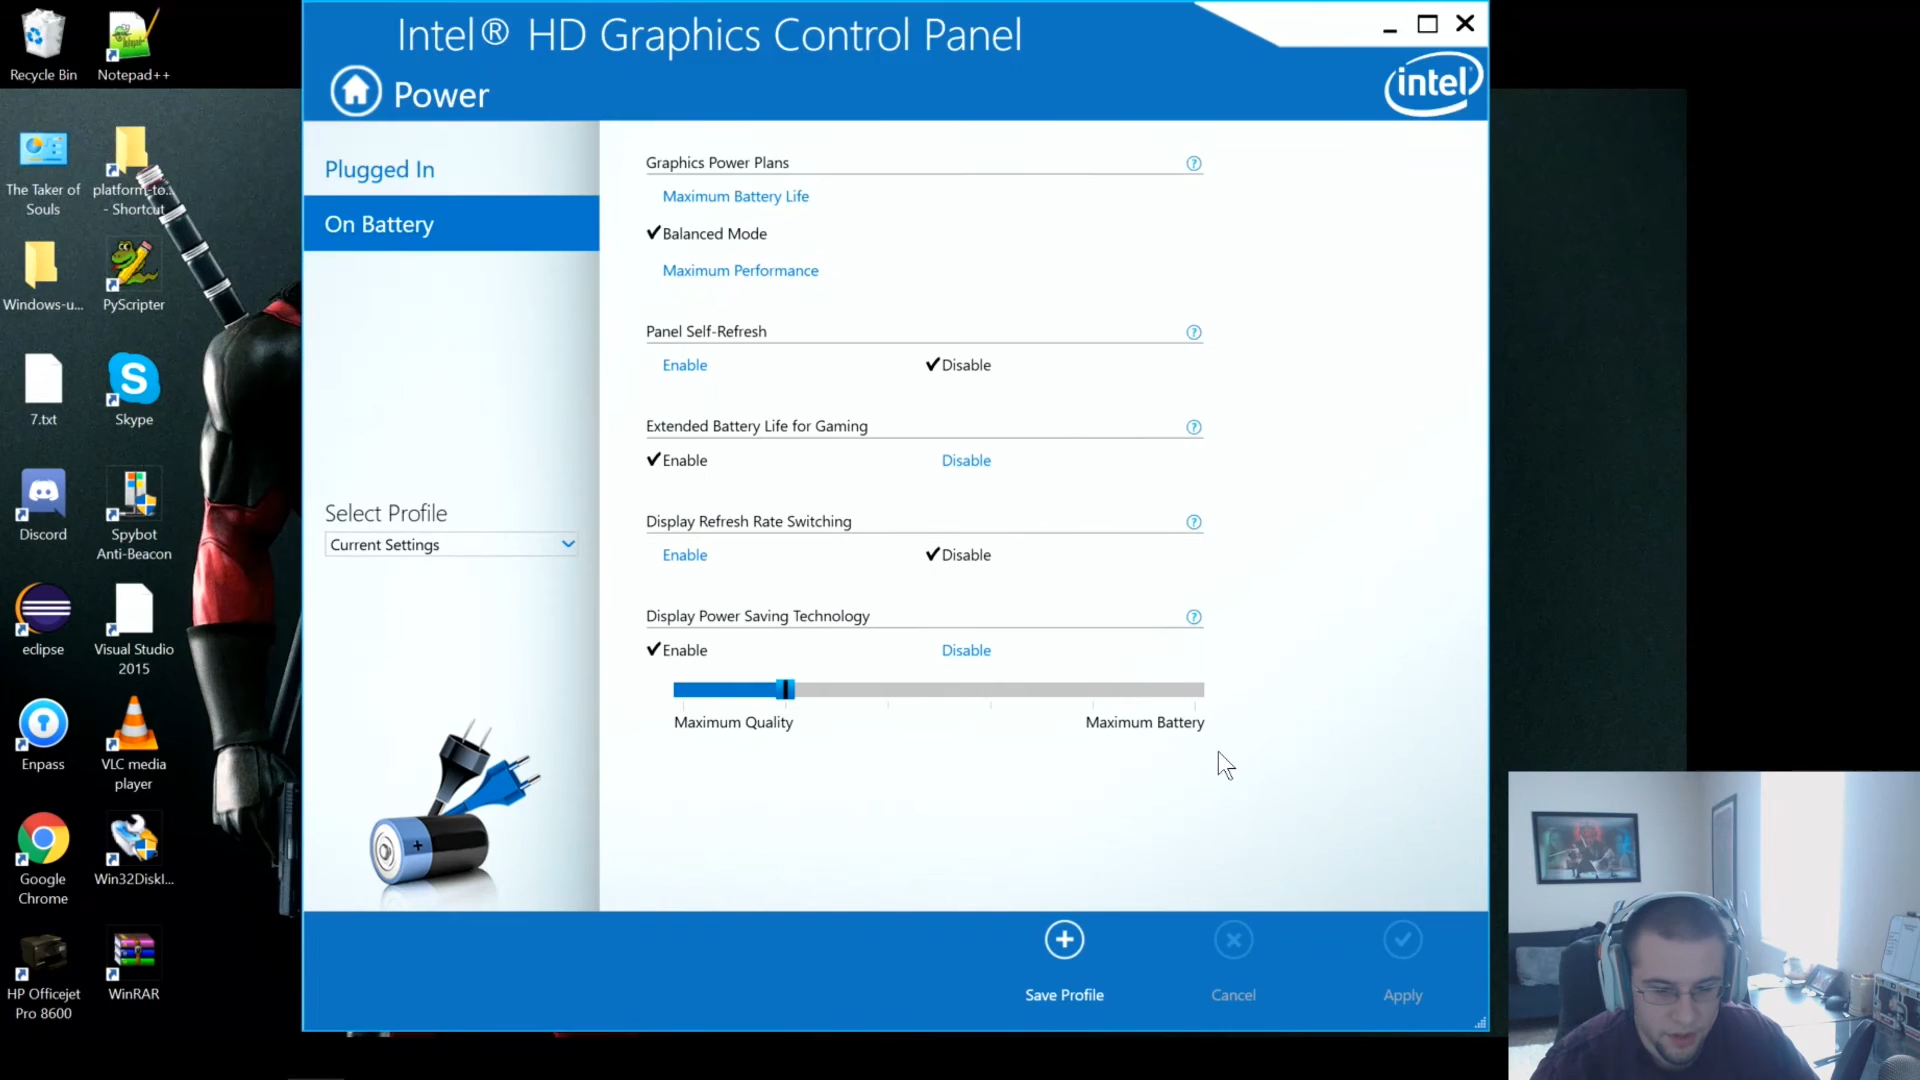 Intel® HD Graphics Control Panel
Power
intel
Plugged In
On Battery
Select Profile
Current Settings
Graphics Power Plans
Maximum Battery Life
Balanced Mode
Maximum Performance
Panel Self-Refresh
Enable
Disable
Extended Battery Life for Gaming
Enable
Disable
Display Refresh Rate Switching
Enable
Disable
Display Power Saving Technology
Enable
Disable
Maximum Quality
Maximum Battery
Save Profile
Cancel
Apply
Recycle Bin
Notepad++
The Taker of
Souls
platform-to...
- Shortcut
Windows-u...
PyScripter
7.txt
Skype
Discord
Spybot
Anti-Beacon
eclipse
Visual Studio
2015
Enpass
VLC media
player
Google
Chrome
Win32DiskI...
HP Officejet
Pro 8600
WinRAR